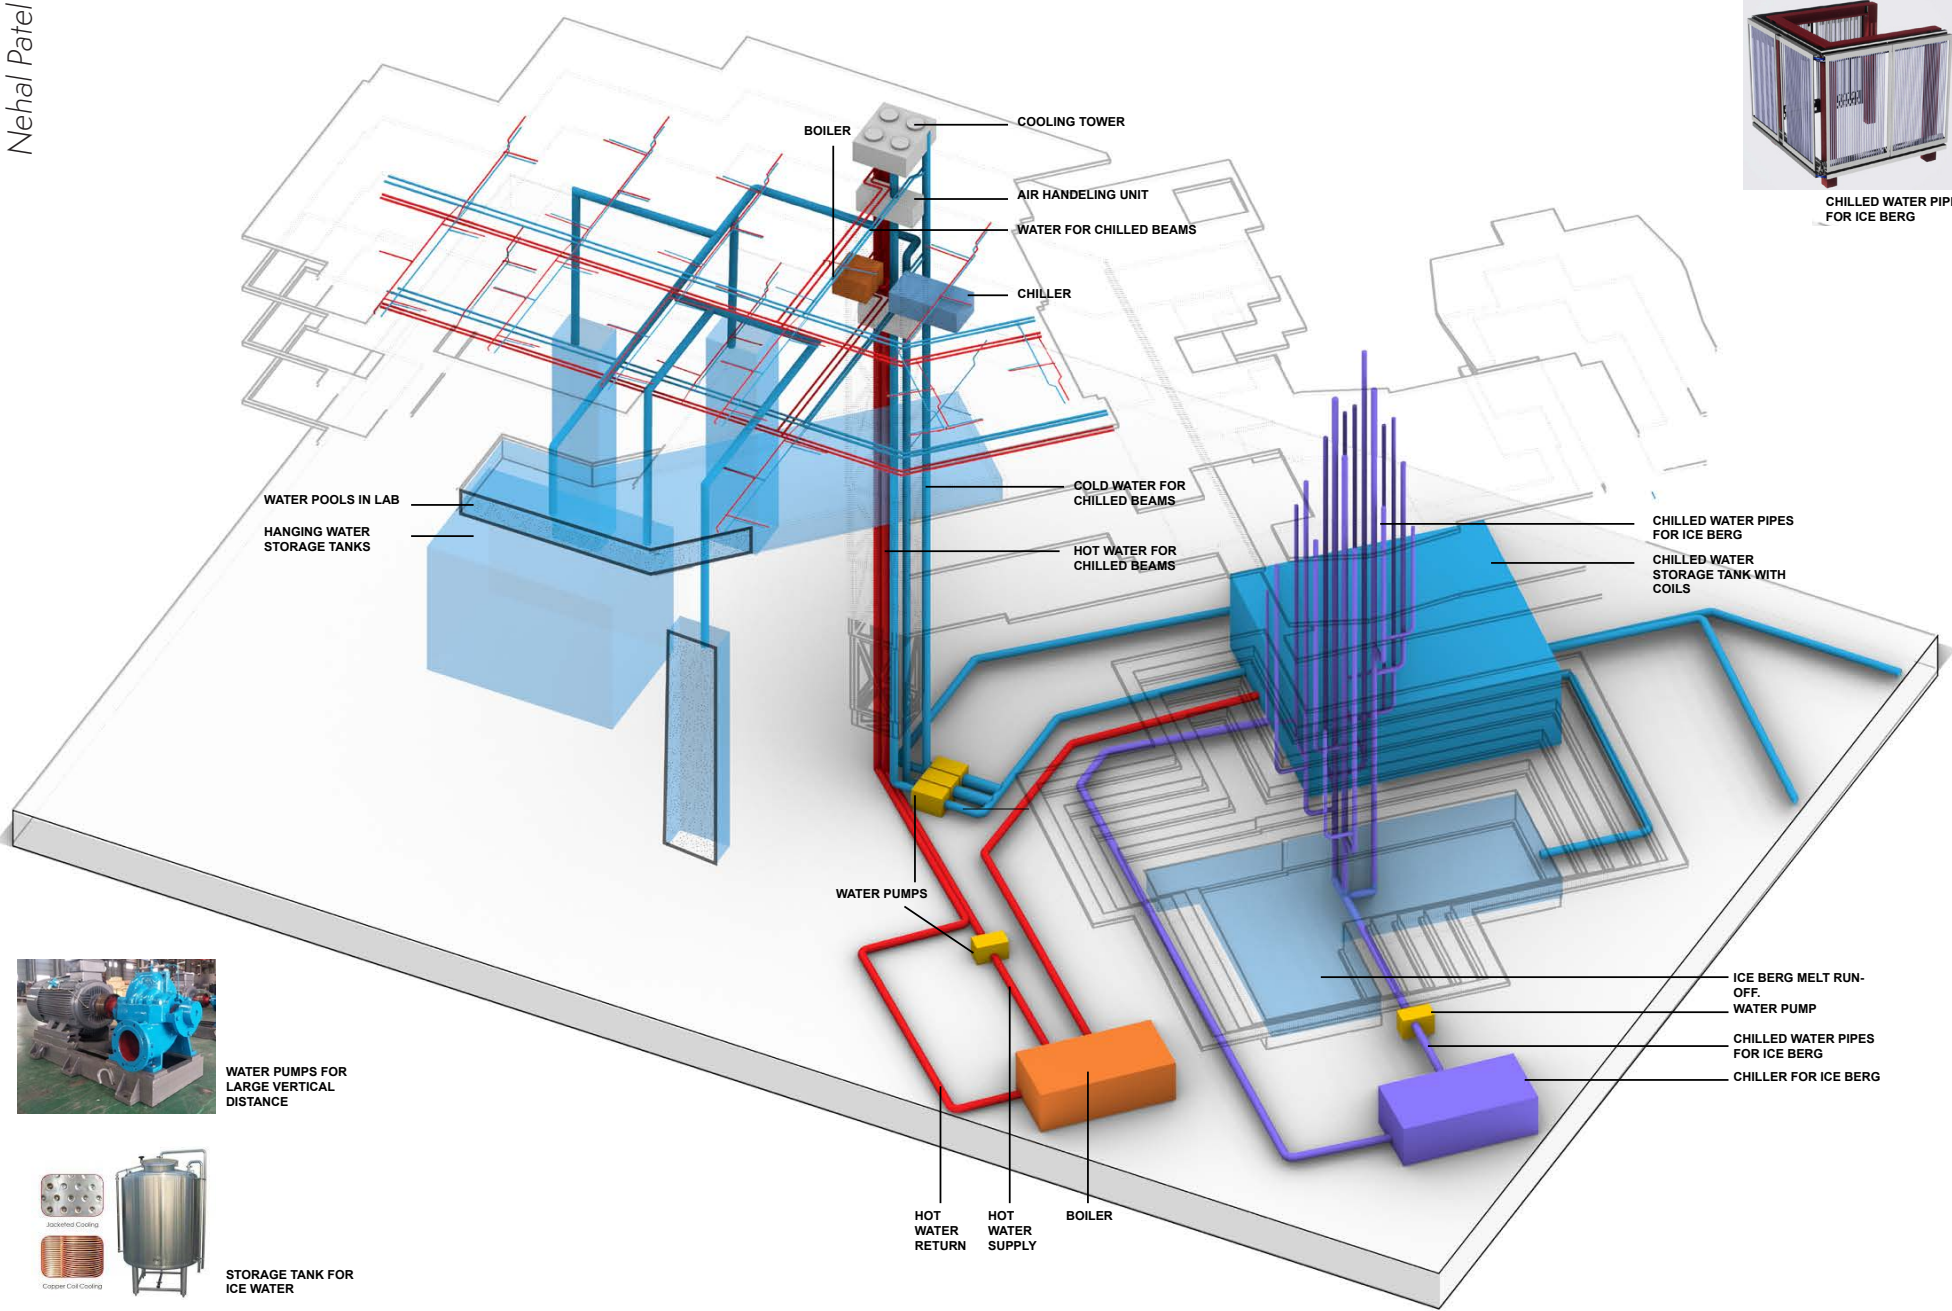 Nehal Patel
COOLING TOWER
BOILER
AIR HANDELING UNIT
WATER FOR CHILLED BEAMS
CHILLER
CHILLED WATER PIP
FOR ICE BERG
WATER POOLS IN LAB
HANGING WATER
STORAGE TANKS
COLD WATER FOR
CHILLED BEAMS
HOT WATER FOR
CHILLED BEAMS
CHILLED WATER PIPES
FOR ICE BERG
CHILLED WATER
STORAGE TANK WITH
COILS
WATER PUMPS
ICE BERG MELT RUN-
OFF.
WATER PUMP
CHILLED WATER PIPES
FOR ICE BERG
CHILLER FOR ICE BERG
WATER PUMPS FOR
LARGE VERTICAL
DISTANCE
HOT
WATER
RETURN
HOT
WATER
SUPPLY
BOILER
Jacketed Cooling
Copper Coil Cooling
STORAGE TANK FOR
ICE WATER